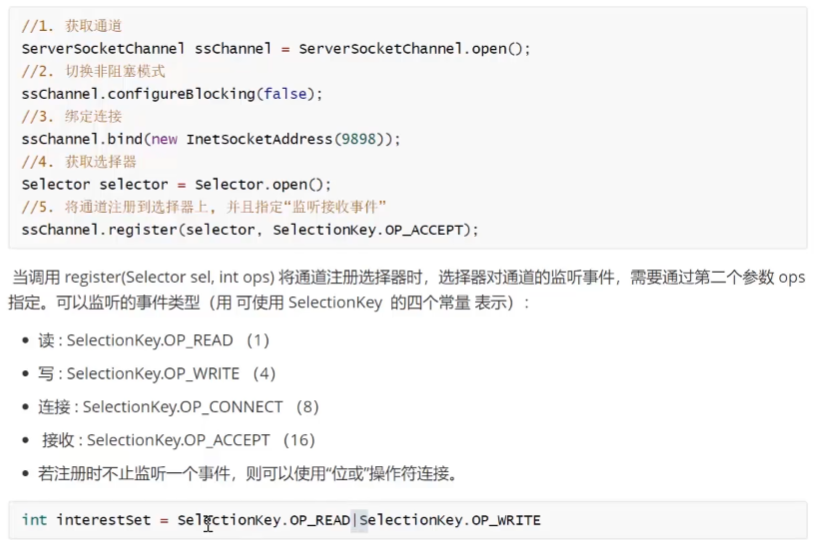 //1. 获取通道
ServerSocketChannel ssChannel = ServerSocketChannel.open();
//2. 切换非阻塞模式
ssChannel.configureBlocking(false);
//3. 绑定连接
ssChannel.bind(new InetSocketAddress(9898));
//4. 获取选择器
Selector selector = Selector.open();
//5. 将通道注册到选择器上, 并且指定“监听接收事件”
ssChannel.register(selector, SelectionKey.OP_ACCEPT);
当调用 register(Selector sel, int ops) 将通道注册选择器时，选择器对通道的监听事件，需要通过第二个参数 ops
指定。可以监听的事件类型（用 可使用 SelectionKey 的四个常量 表示）:
• 读 : SelectionKey.OP_READ （1）
• 写 : SelectionKey.OP_WRITE （4）
• 连接 : SelectionKey.OP_CONNECT （8）
• 接收 : SelectionKey.OP_ACCEPT （16）
• 若注册时不止监听一个事件，则可以使用“位或”操作符连接。
int interestSet = SelectionKey.OP_READ|SelectionKey.OP_WRITE